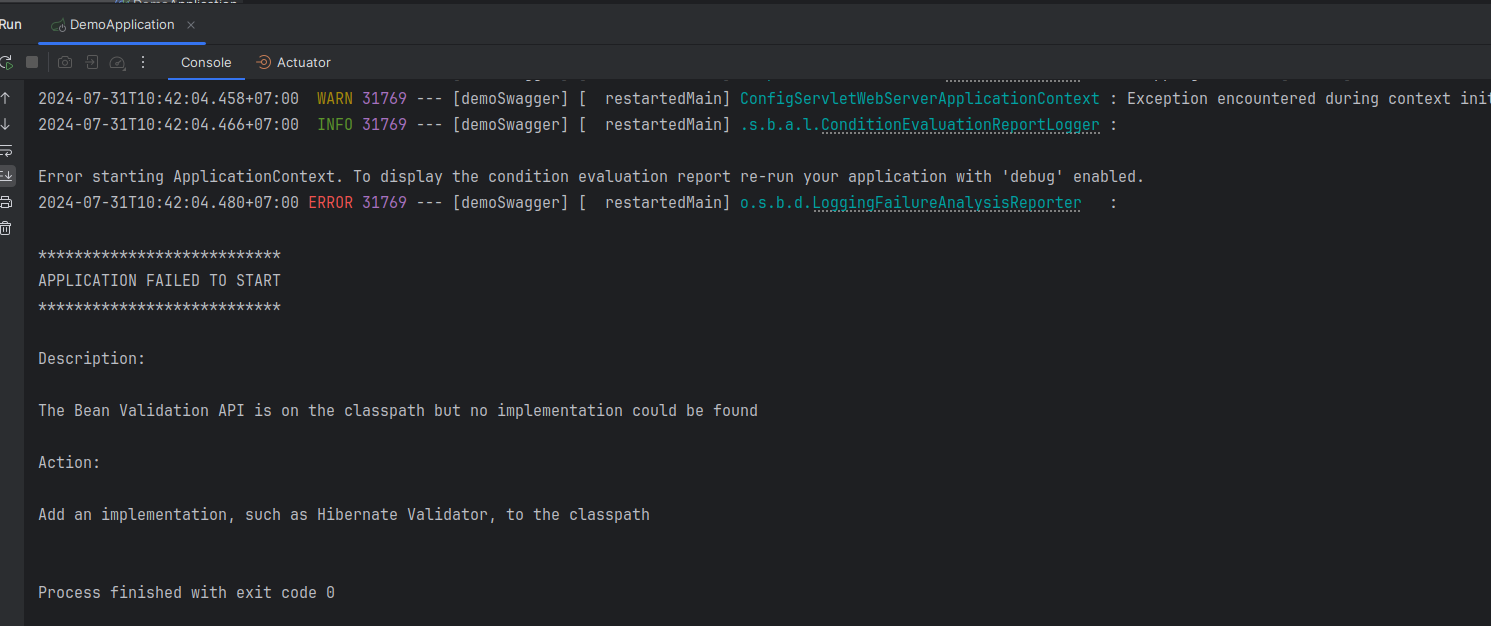 DemoApplication
Run DemoApplication ×
Console Actuator
2024-07-31T10:42:04.458+07:00  WARN 31769 --- [demoSwagger] [  restartedMain] ConfigServletWebServerApplicationContext : Exception encountered during context init
2024-07-31T10:42:04.466+07:00  INFO 31769 --- [demoSwagger] [  restartedMain] .s.b.a.l.ConditionEvaluationReportLogger :
Error starting ApplicationContext. To display the condition evaluation report re-run your application with 'debug' enabled.
2024-07-31T10:42:04.480+07:00 ERROR 31769 --- [demoSwagger] [  restartedMain] o.s.b.d.LoggingFailureAnalysisReporter   :
***************************
APPLICATION FAILED TO START
***************************
Description:
The Bean Validation API is on the classpath but no implementation could be found
Action:
Add an implementation, such as Hibernate Validator, to the classpath
Process finished with exit code 0